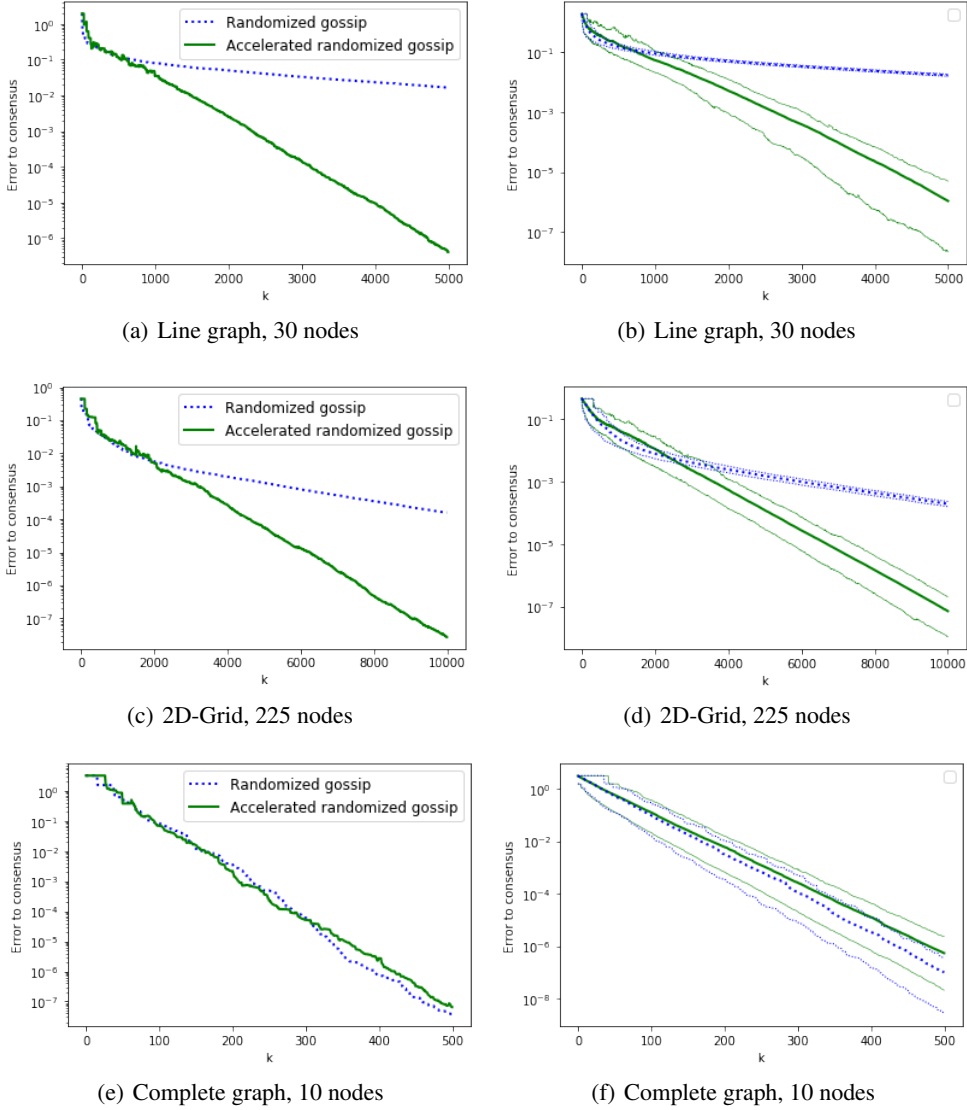 10^0
10^-1
10^-2
10^-3
10^-4
10^-5
10^-6
Error to consensus
Randomized gossip
Accelerated randomized gossip
0 1000 2000 3000 4000 5000
k
(a) Line graph, 30 nodes
10^-1
10^-3
10^-5
10^-7
Error to consensus
0 1000 2000 3000 4000 5000
k
(b) Line graph, 30 nodes
10^0
10^-1
10^-2
10^-3
10^-4
10^-5
10^-6
10^-7
Error to consensus
Randomized gossip
Accelerated randomized gossip
0 2000 4000 6000 8000 10000
k
(c) 2D-Grid, 225 nodes
10^-1
10^-3
10^-5
10^-7
Error to consensus
0 2000 4000 6000 8000 10000
k
(d) 2D-Grid, 225 nodes
10^0
10^-1
10^-2
10^-3
10^-4
10^-5
10^-6
10^-7
Error to consensus
Randomized gossip
Accelerated randomized gossip
0 100 200 300 400 500
k
(e) Complete graph, 10 nodes
10^0
10^-2
10^-4
10^-6
10^-8
Error to consensus
0 100 200 300 400 500
k
(f) Complete graph, 10 nodes